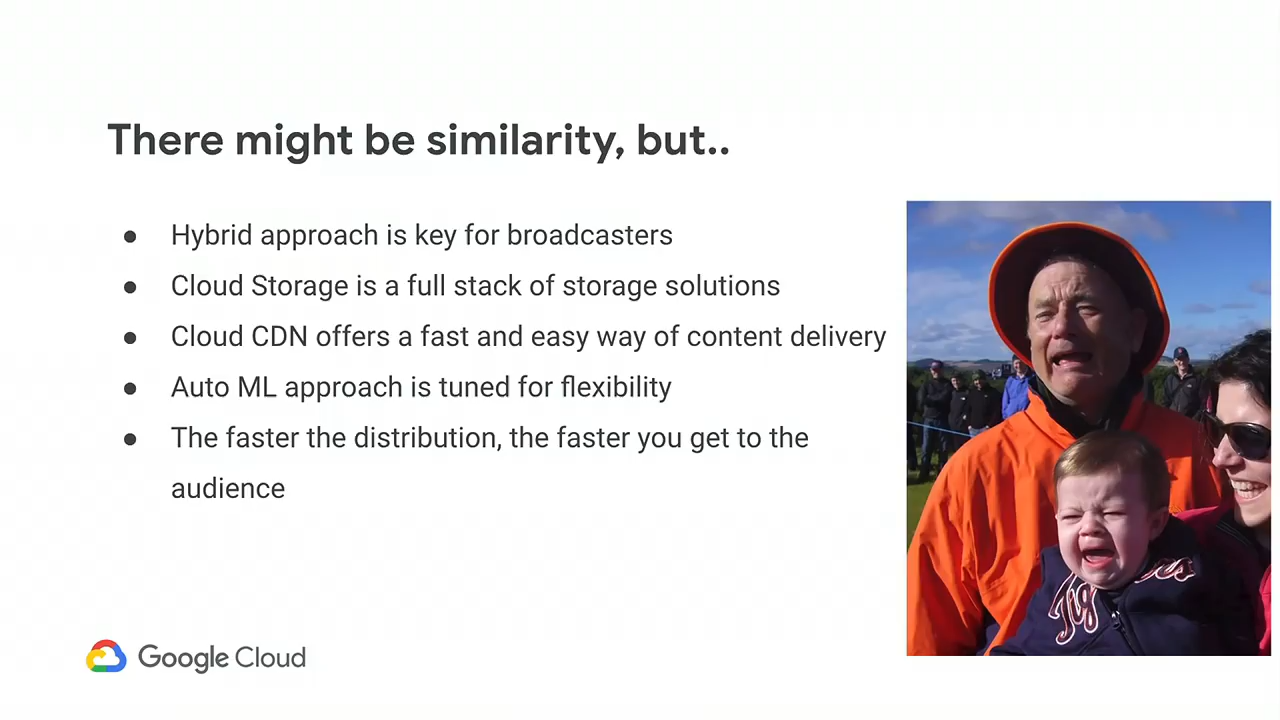 There might be similarity, but..
● Hybrid approach is key for broadcasters
● Cloud Storage is a full stack of storage solutions
● Cloud CDN offers a fast and easy way of content delivery
● Auto ML approach is tuned for flexibility
● The faster the distribution, the faster you get to the
audience
Google Cloud